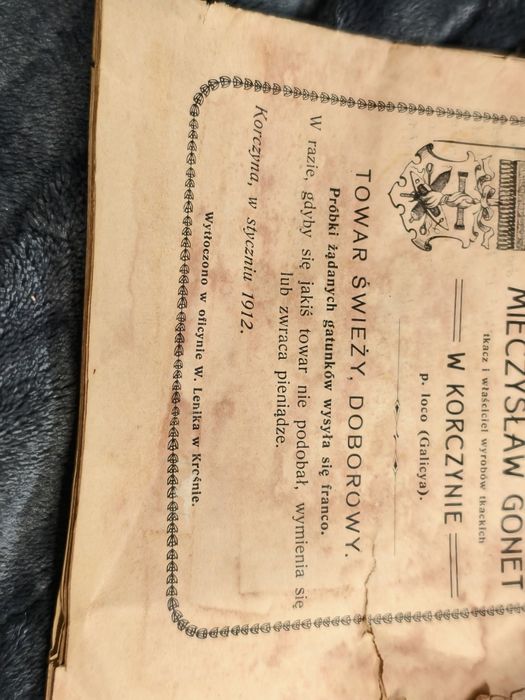 MIECZYSŁAW GONET
tkacz i właściciel wyrobów tkackich
W KORCZYNIE
p. loco (Galicya).
TOWAR ŚWIEŻY, DOBOROWY.
Próbki żądanych gatunków wysyła się franco.
W razie, gdyby się jakiś towar nie podobał, wymienia się
lub zwraca pieniądze.
Korczyna, w styczniu 1912.
Wytłoczono w oficynie W. Lenika w Krośnie.